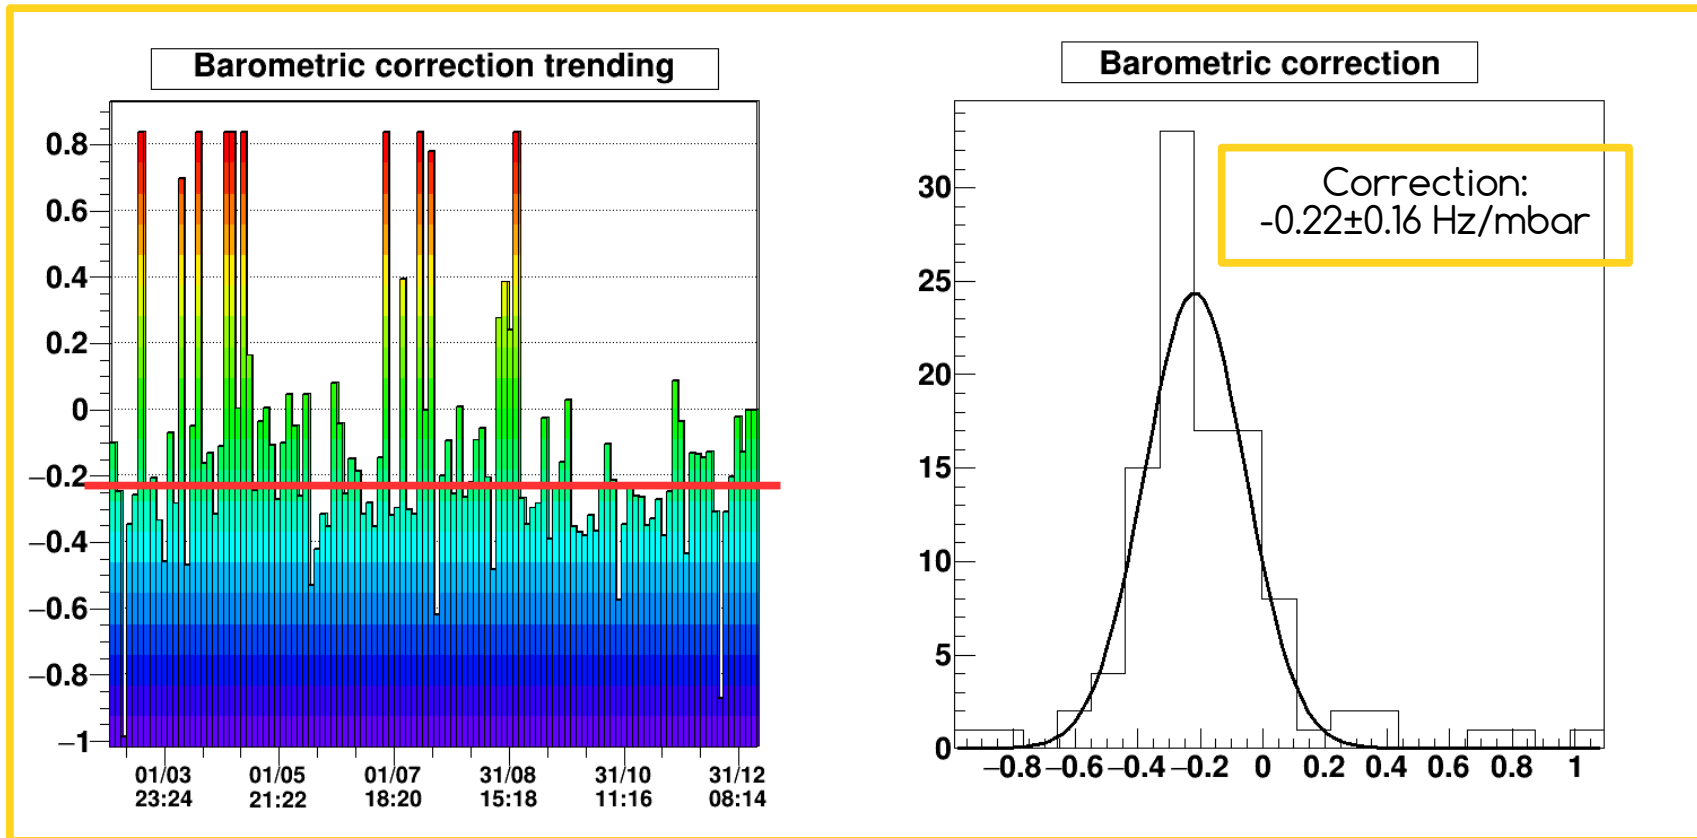 Barometric correction trending
0.8
0.6
0.4
0.2
0
−0.2
−0.4
−0.6
−0.8
−1
01/03 01/05 01/07 31/08 31/10 31/12
23:24 21:22 18:20 15:18 11:16 08:14
Barometric correction
Correction:
-0.22±0.16 Hz/mbar
30
25
20
15
10
5
0
−0.8 −0.6 −0.4 −0.2 0 0.2 0.4 0.6 0.8 1